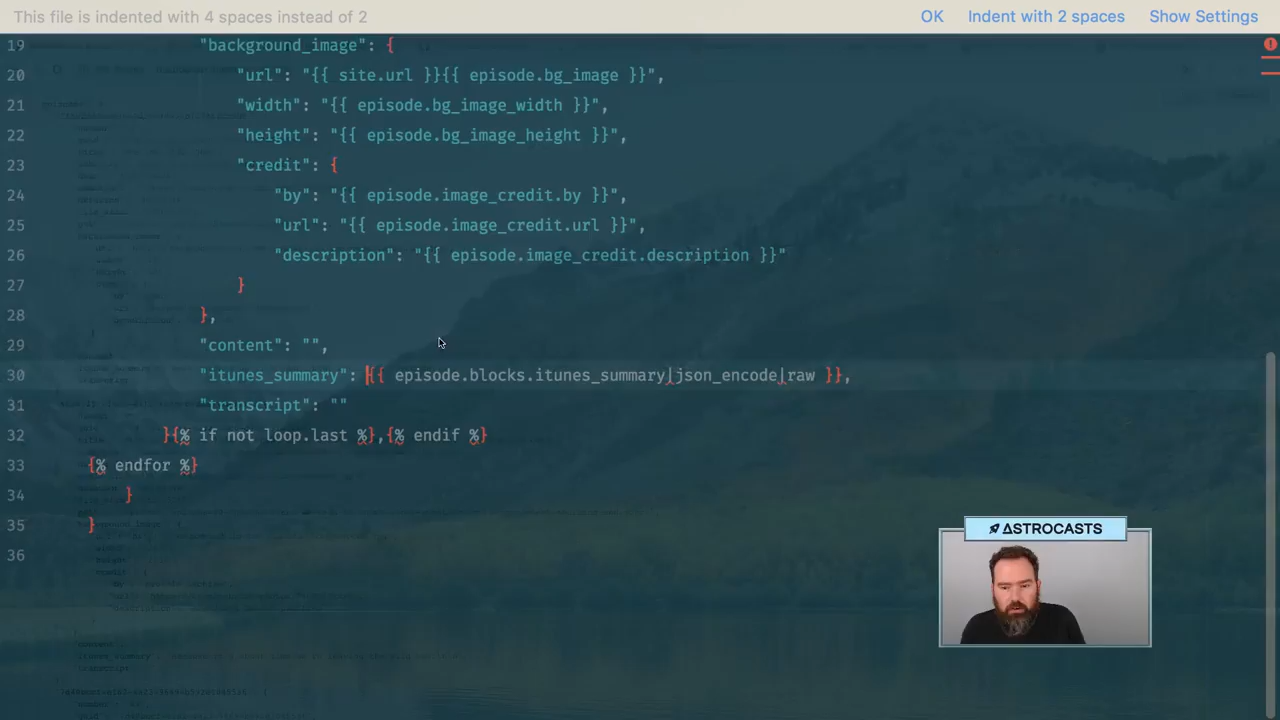 This file is indented with 4 spaces instead of 2
OK Indent with 2 spaces Show Settings
19 "background_image": {
20 "url": "{{ site.url }}{{ episode.bg_image }}",
21 "width": "{{ episode.bg_image_width }}",
22 "height": "{{ episode.bg_image_height }}",
23 "credit": {
24 "by": "{{ episode.image_credit.by }}",
25 "url": "{{ episode.image_credit.url }}",
26 "description": "{{ episode.image_credit.description }}"
27 }
28 },
29 "content": "",
30 "itunes_summary": {{ episode.blocks.itunes_summary|json_encode|raw }},
31 "transcript": ""
32 }{% if not loop.last %},{% endif %}
33 {% endfor %}
34 }
35 }
36
ΔSTROCASTS